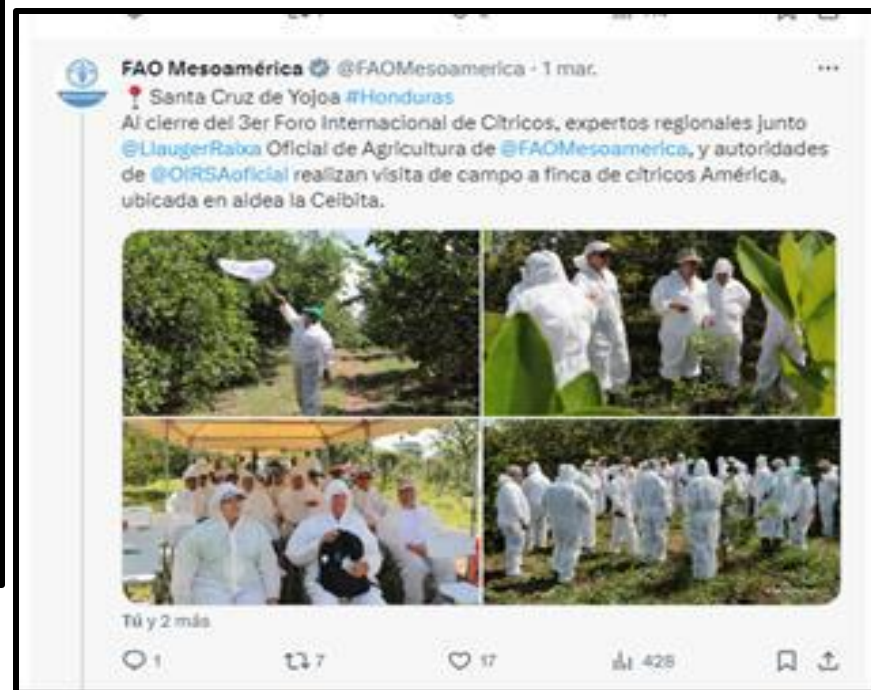 FAO Mesoamérica @FAOMesoamerica · 1 mar.
Santa Cruz de Yojoa #Honduras
Al cierre del 3er Foro Internacional de Cítricos, expertos regionales junto
@LlaugerRaixa Oficial de Agricultura de @FAOMesoamerica, y autoridades
de @OIRSAoficial realizan visita de campo a finca de cítricos América,
ubicada en aldea la Ceibita.
Tú y 2 más
1 7 17 428